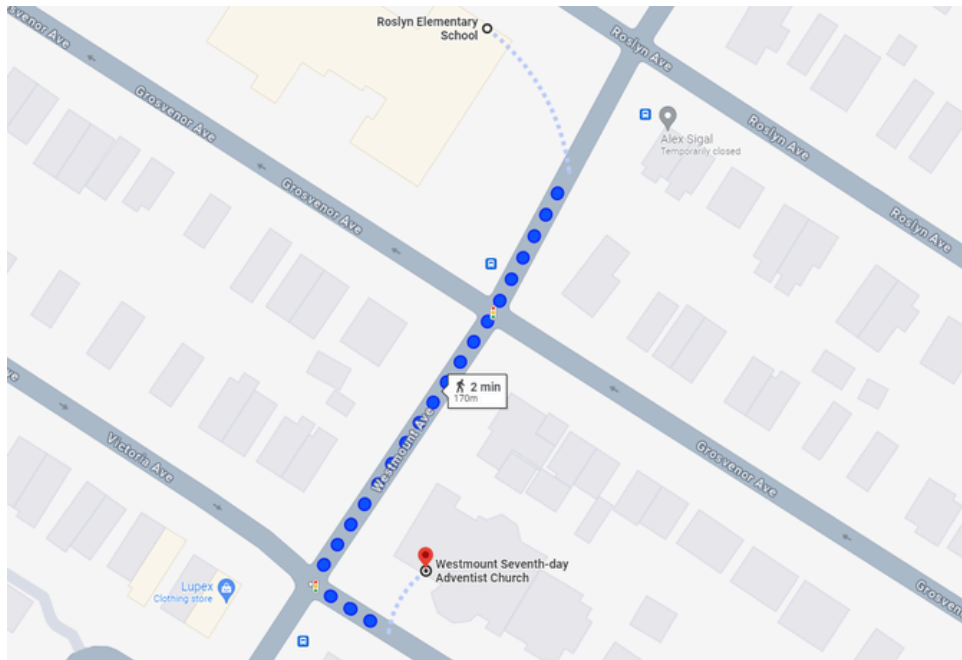 Roslyn Elementary
School
Grosvenor Ave
Roslyn Ave
Grosvenor Ave
Alex Sigal
Temporarily closed
Roslyn Ave
Grosvenor Ave
Roslyn Ave
2 min
170m
Ave
Westmount Ave
Victoria Ave
Grosvenor Ave
Westmount Seventh-day
Adventist Church
Lupex
Clothing store
Grosvenor Ave